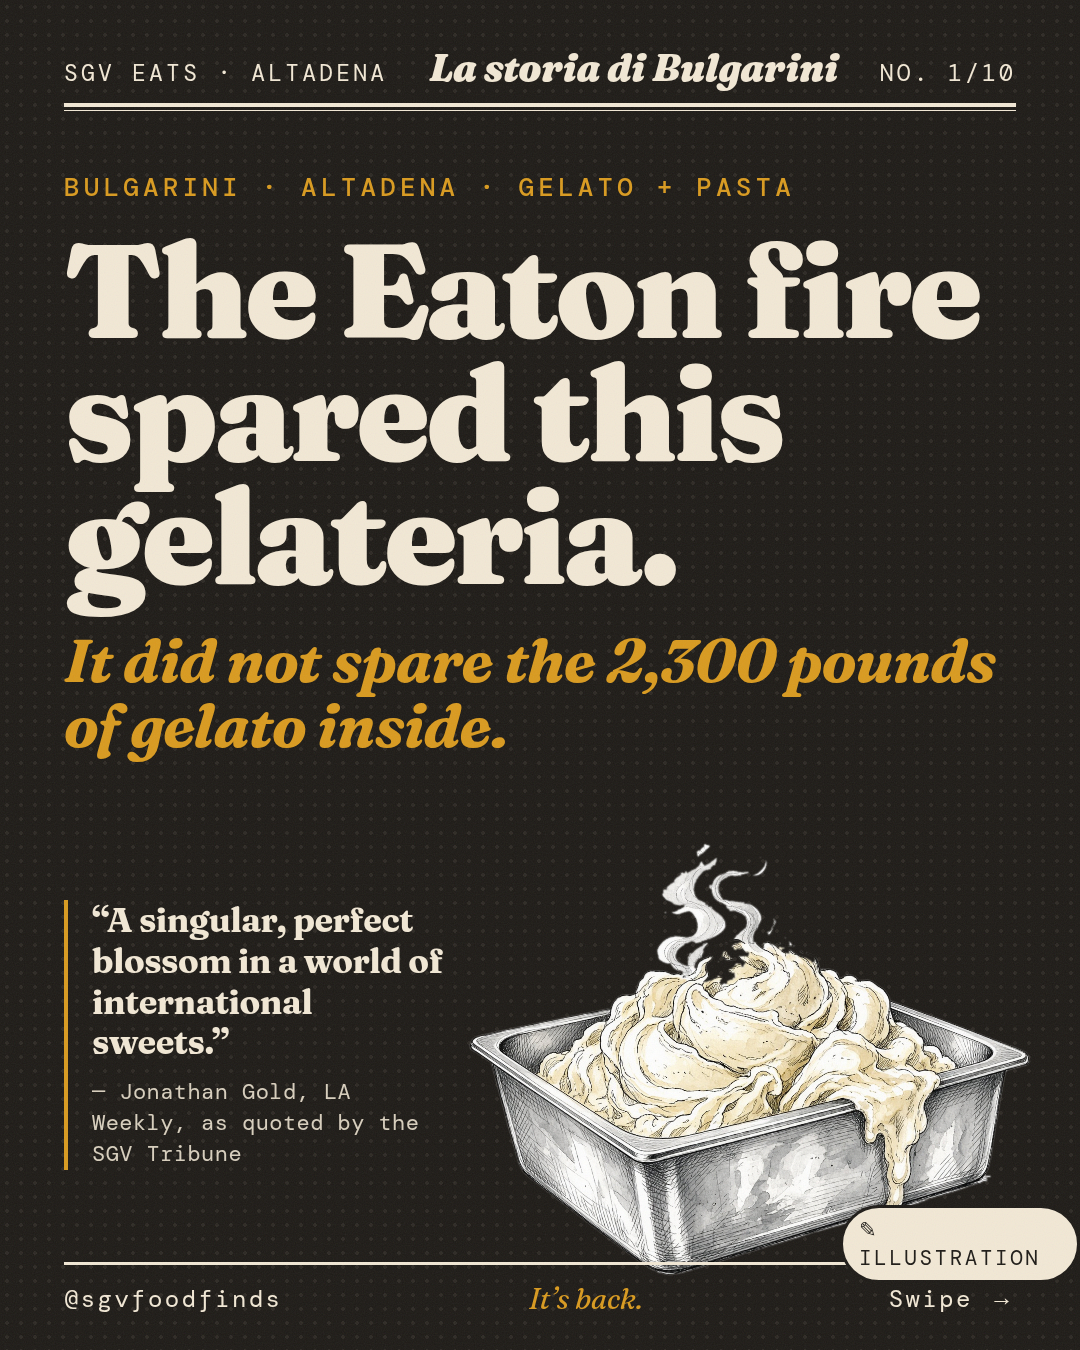 SGV EATS · ALTADENA La storia di Bulgarini NO. 1/10
BULGARINI · ALTADENA · GELATO + PASTA
The Eaton fire
spared this
gelateria.
It did not spare the 2,300 pounds
of gelato inside.
“A singular, perfect
blossom in a world of
international
sweets.”
— Jonathan Gold, LA
Weekly, as quoted by the
SGV Tribune
✎
ILLUSTRATION
@sgvfoodfinds It’s back. Swipe →